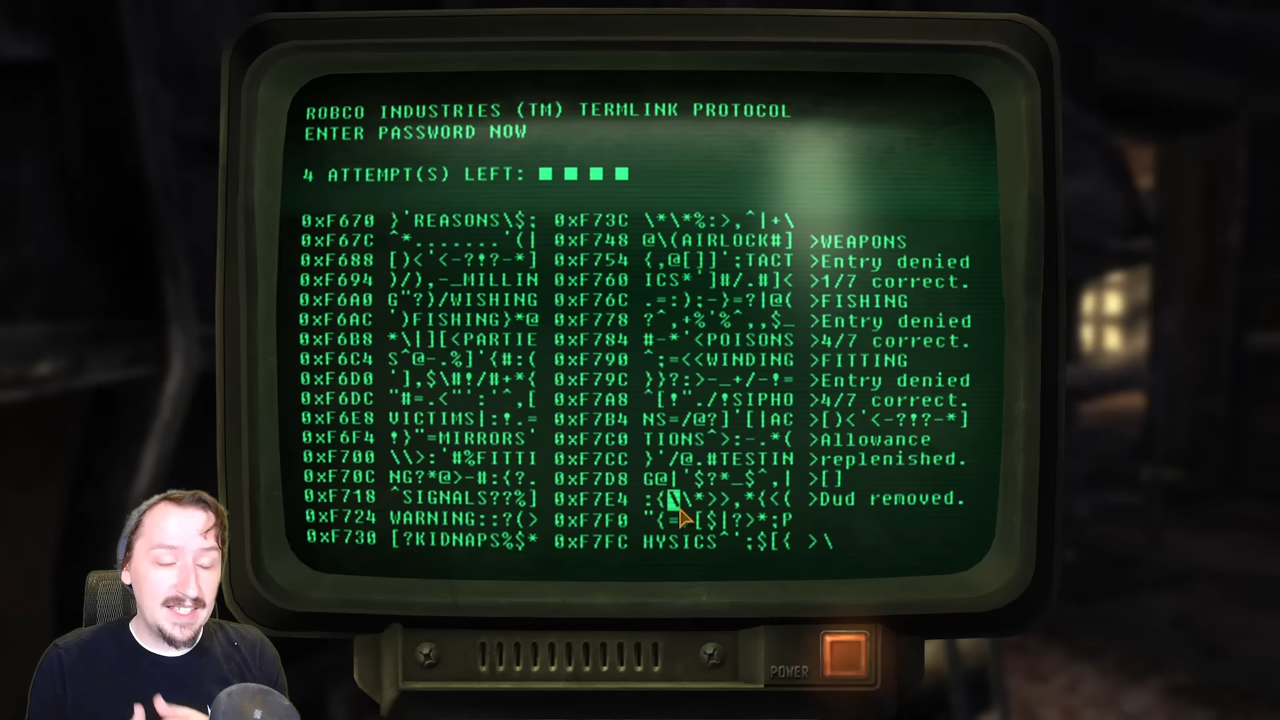 ROBCO INDUSTRIES (TM) TERMLINK PROTOCOL
ENTER PASSWORD NOW
4 ATTEMPT(S) LEFT: ■ ■ ■ ■
0xF670 }'REASONS\$; 0xF73C \*\*%:>,^|+\
0xF67C ^*.......'(| 0xF748 @\(AIRLOCK#] >WEAPONS
0xF688 [)<'<-?!?-*] 0xF754 {,@[]]';TACT >Entry denied
0xF694 )/),-_MILLIN 0xF760 ICS*']#/.#]< >1/7 correct.
0xF6A0 G"?)/WISHING 0xF76C .=:);-}=?|@( >FISHING
0xF6AC ')FISHING}*@ 0xF778 ?^,+%'%^,,$_ >Entry denied
0xF6B8 *\|][<PARTIE 0xF784 #-*'<POISONS >4/7 correct.
0xF6C4 S^@-.%]'{#:( 0xF790 ^;=<<WINDING >FITTING
0xF6D0 '],$\#!/#+*{ 0xF79C }}?:>-_+/-!= >Entry denied
0xF6DC "#=.<"':'^,[ 0xF7A8 ^[!"./!SIPHO >4/7 correct.
0xF6E8 VICTIMS|:!.= 0xF7B4 NS=/@?]'[|AC >[)<'<-?!?-*]
0xF6F4 !}"=MIRRORS' 0xF7C0 TIONS^>:-.*( >Allowance
0xF700 \\>:'#%FITTI 0xF7CC }'/@.#TESTIN >replenished.
0xF70C NG?*@>-#:{?. 0xF7D8 G@|'$?*_$^,| >[]
0xF718 ^SIGNALS??%] 0xF7E4 :{\\*>>,*{<( >Dud removed.
0xF724 WARNING::?(> 0xF7F0 "{= [$|?>*;P
0xF730 [?KIDNAPS%$* 0xF7FC HYSICS^';$[{ >\
POWER